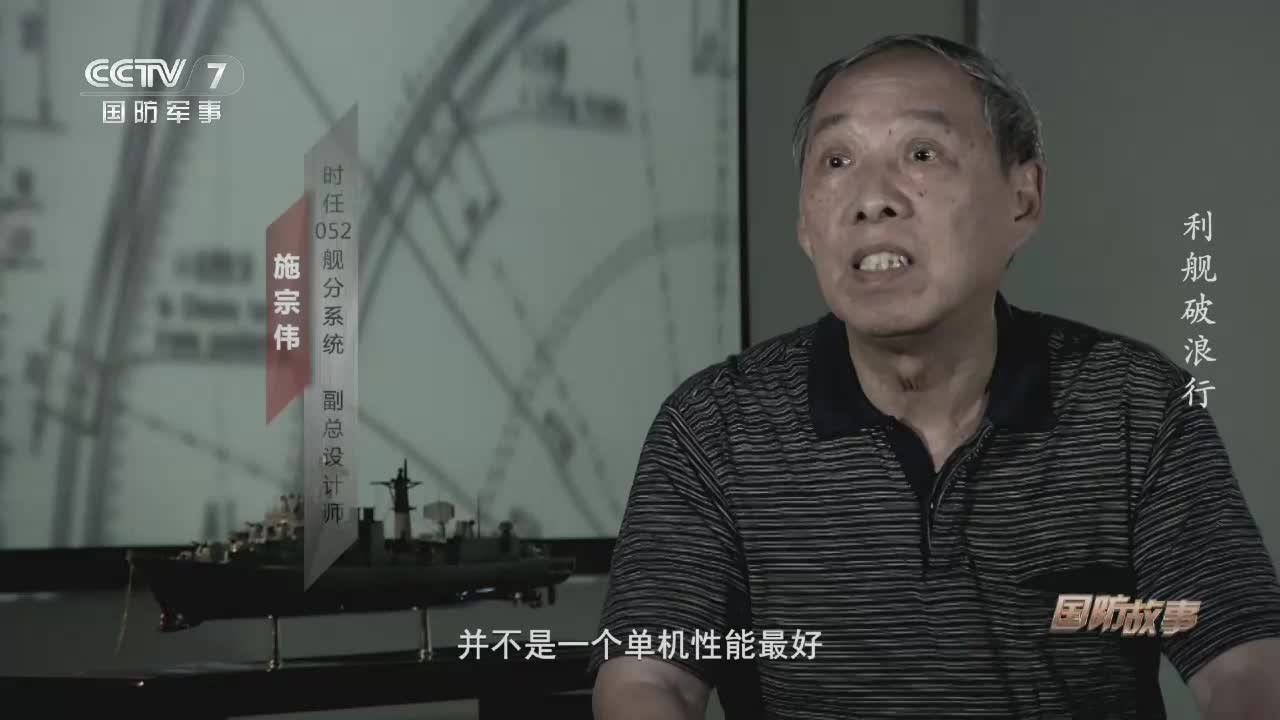 CCTV 7
国防军事
时任052舰分系统 副总设计师
施宗伟
利舰破浪行
国防故事
并不是一个单机性能最好